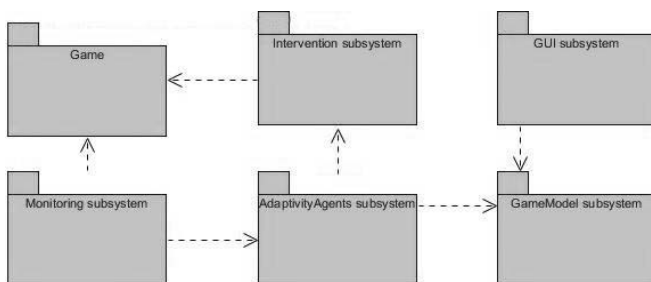 Game
Intervention subsystem
GUI subsystem
Monitoring subsystem
AdaptivityAgents subsystem
GameModel subsystem